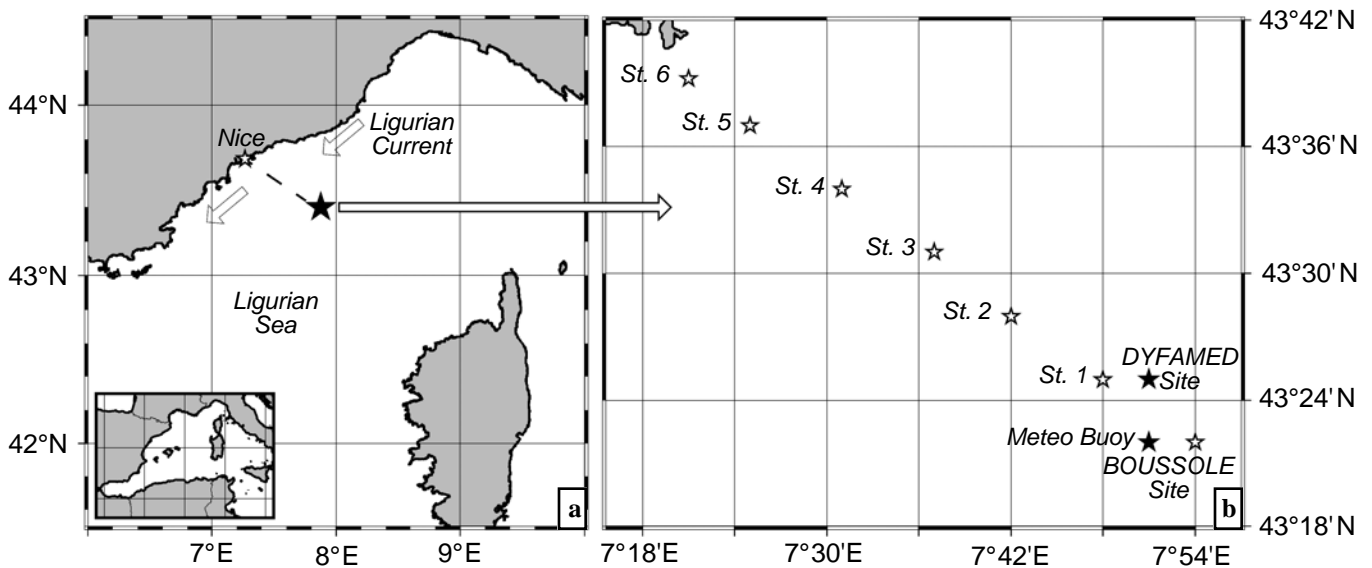 44°N
43°N
42°N
7°E
8°E
9°E
Nice
Ligurian
Current
Ligurian
Sea
a
St. 6
St. 5
St. 4
St. 3
St. 2
St. 1
DYFAMED
Site
Meteo Buoy
BOUSSOLE
Site
b
43°42' N
43°36' N
43°30' N
43°24' N
43°18' N
7°18'E
7°30'E
7°42'E
7°54'E